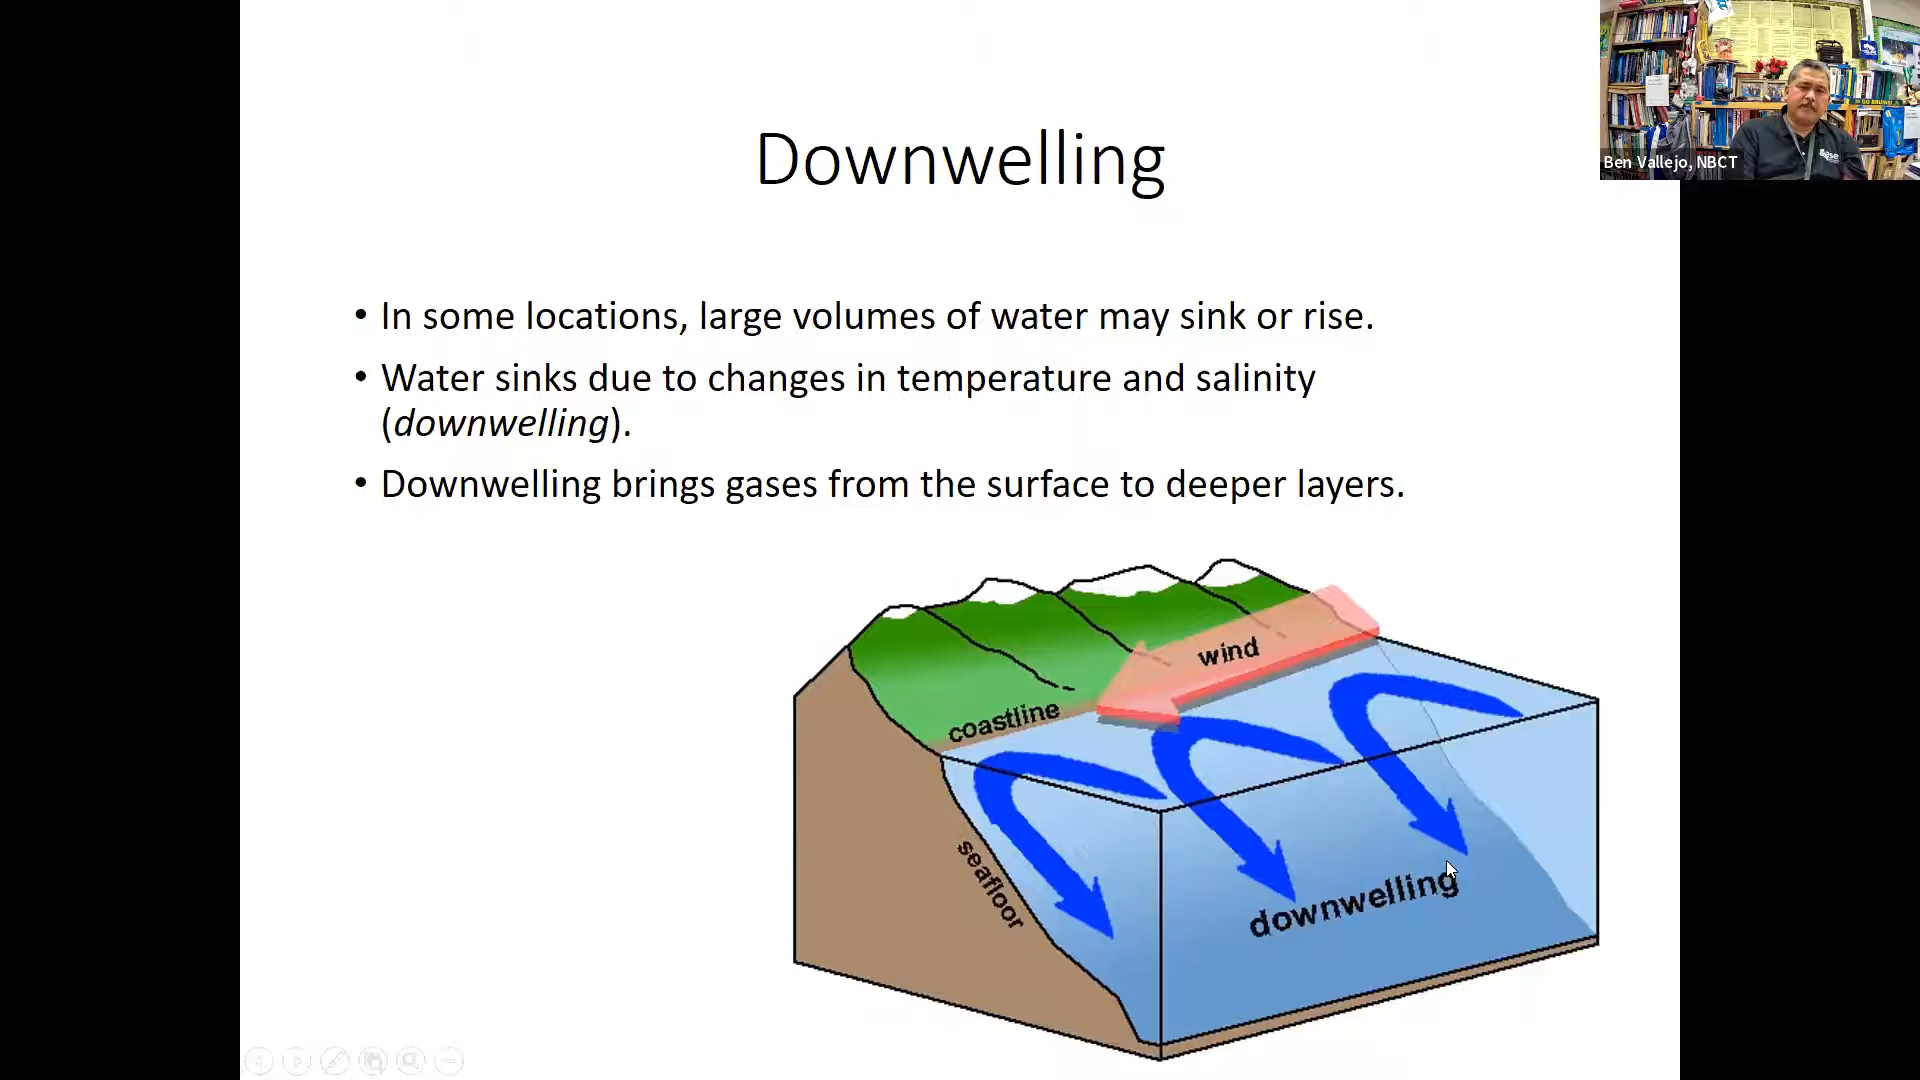 Downwelling
• In some locations, large volumes of water may sink or rise.
• Water sinks due to changes in temperature and salinity
(downwelling).
• Downwelling brings gases from the surface to deeper layers.
wind
coastline
seafloor
downwelling
Ben Vallejo, NBCT
GO BRUINS!